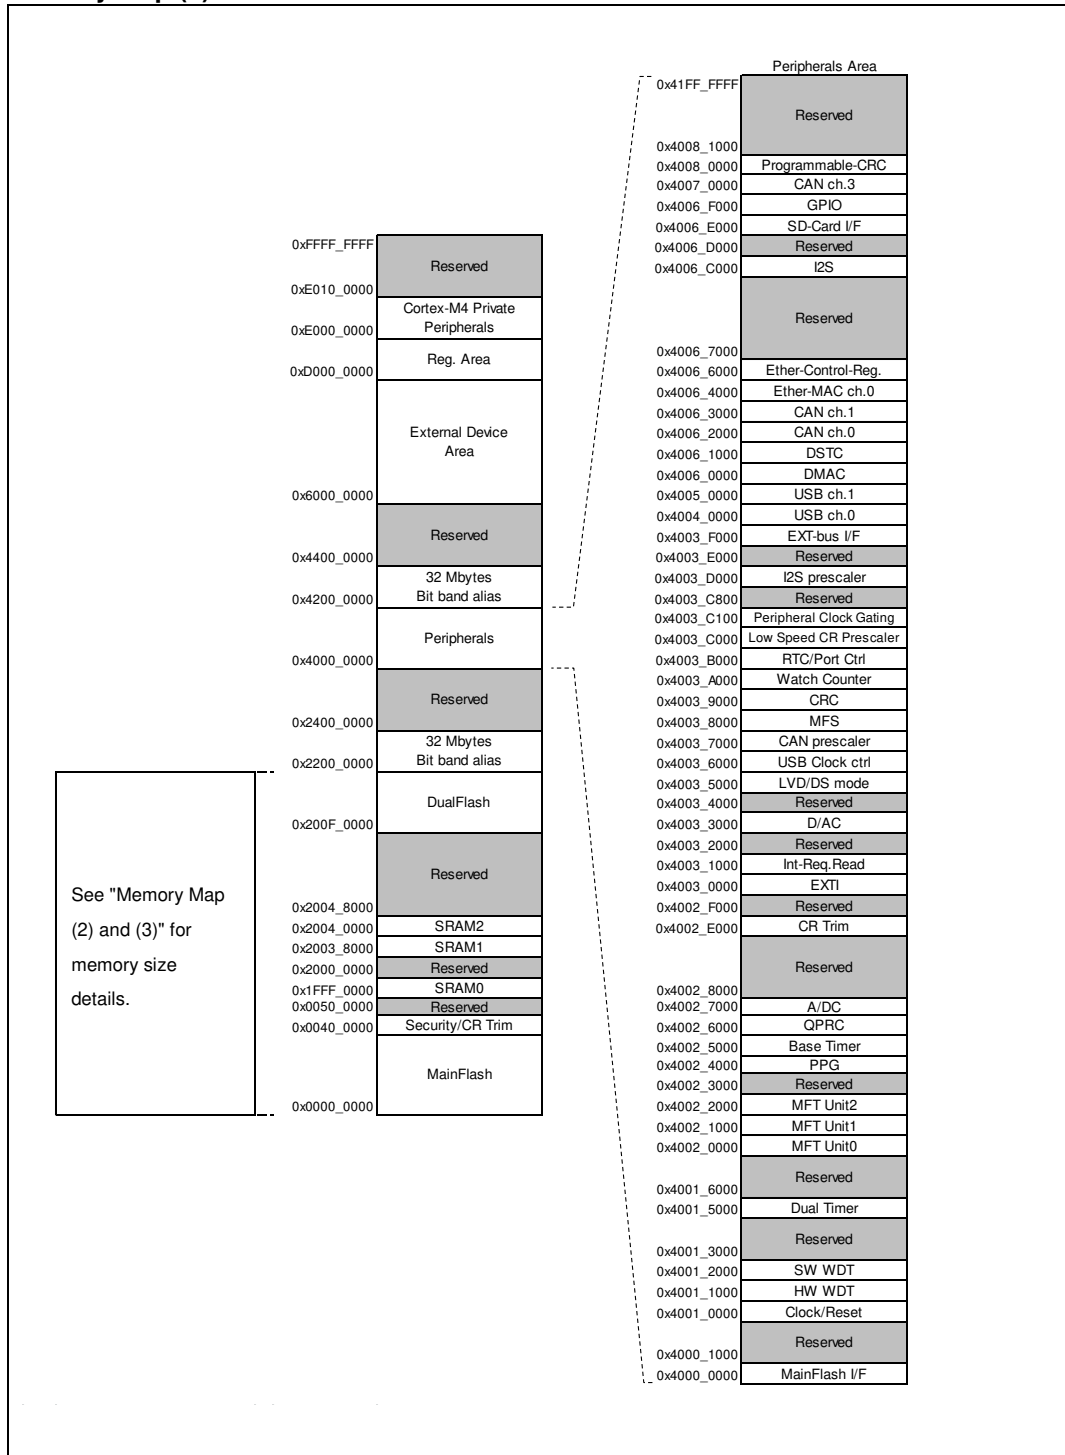 Peripherals Area
0x41FF_FFFF
Reserved
0x4008_1000
0x4008_0000 Programmable-CRC
0x4007_0000 CAN ch.3
0x4006_F000 GPIO
0x4006_E000 SD-Card I/F
0x4006_D000 Reserved
0x4006_C000 I2S
Reserved
0x4006_7000
0x4006_6000 Ether-Control-Reg.
0x4006_4000 Ether-MAC ch.0
0x4006_3000 CAN ch.1
0x4006_2000 CAN ch.0
0x4006_1000 DSTC
0x4006_0000 DMAC
0x4005_0000 USB ch.1
0x4004_0000 USB ch.0
0x4003_F000 EXT-bus I/F
0x4003_E000 Reserved
0x4003_D000 I2S prescaler
0x4003_C800 Reserved
0x4003_C100 Peripheral Clock Gating
0x4003_C000 Low Speed CR Prescaler
0x4003_B000 RTC/Port Ctrl
0x4003_A000 Watch Counter
0x4003_9000 CRC
0x4003_8000 MFS
0x4003_7000 CAN prescaler
0x4003_6000 USB Clock ctrl
0x4003_5000 LVD/DS mode
0x4003_4000 Reserved
0x4003_3000 D/AC
0x4003_2000 Reserved
0x4003_1000 Int-Req.Read
0x4003_0000 EXTI
0x4002_F000 Reserved
0x4002_E000 CR Trim
Reserved
0x4002_8000
0x4002_7000 A/DC
0x4002_6000 QPRC
0x4002_5000 Base Timer
0x4002_4000 PPG
0x4002_3000 Reserved
0x4002_2000 MFT Unit2
0x4002_1000 MFT Unit1
0x4002_0000 MFT Unit0
Reserved
0x4001_6000
0x4001_5000 Dual Timer
Reserved
0x4001_3000
0x4001_2000 SW WDT
0x4001_1000 HW WDT
0x4001_0000 Clock/Reset
Reserved
0x4000_1000
0x4000_0000 MainFlash I/F
0xFFFF_FFFF
Reserved
0xE010_0000
Cortex-M4 Private
0xE000_0000 Peripherals
Reg. Area
0xD000_0000
External Device
Area
0x6000_0000
Reserved
0x4400_0000
32 Mbytes
0x4200_0000 Bit band alias
Peripherals
0x4000_0000
Reserved
0x2400_0000
32 Mbytes
0x2200_0000 Bit band alias
DualFlash
0x200F_0000
Reserved
0x2004_8000
0x2004_0000 SRAM2
0x2003_8000 SRAM1
0x2000_0000 Reserved
0x1FFF_0000 SRAM0
0x0050_0000 Reserved
0x0040_0000 Security/CR Trim
MainFlash
0x0000_0000
See "Memory Map
(2) and (3)" for
memory size
details.